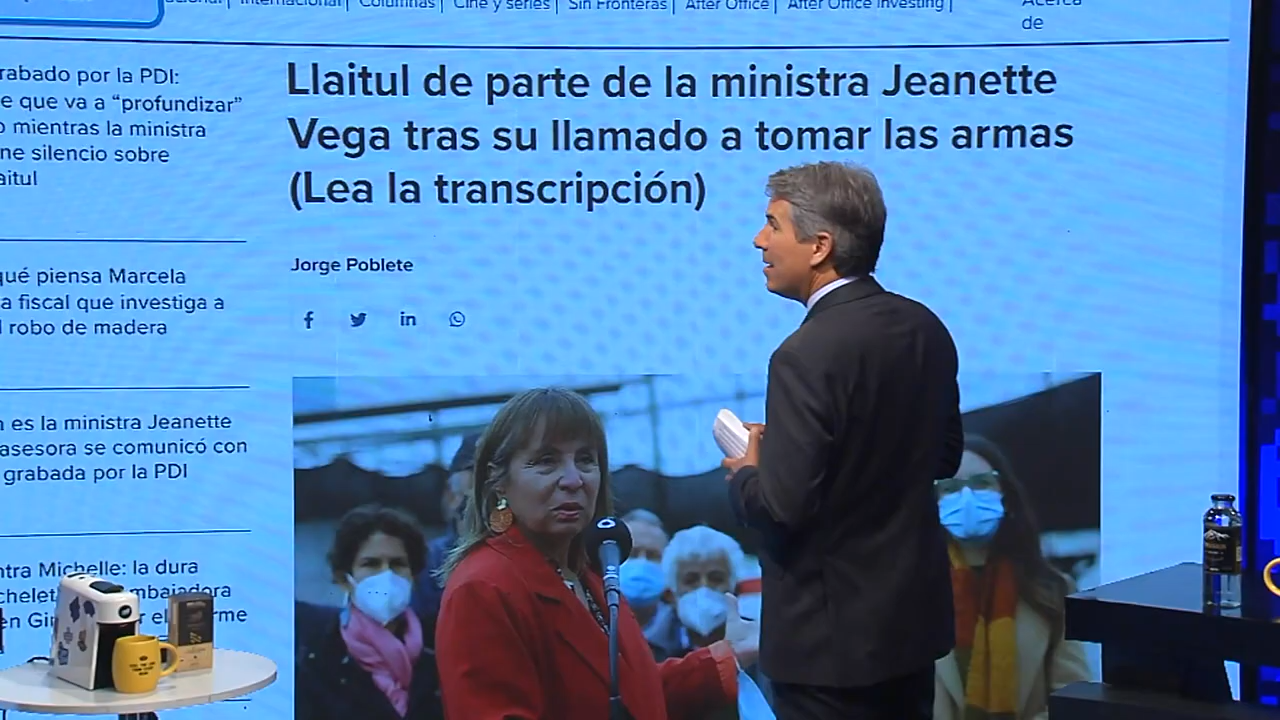 Internacional | Columnas | Cine y series | Sin Fronteras | After Office | After Office Investing |
de
rabado por la PDI:
e que va a “profundizar”
o mientras la ministra
ne silencio sobre
aitul
qué piensa Marcela
a fiscal que investiga a
robo de madera
es la ministra Jeanette
asesora se comunicó con
grabada por la PDI
ntra Michelle: la dura
Llaitul de parte de la ministra Jeanette
Vega tras su llamado a tomar las armas
(Lea la transcripción)
Jorge Poblete